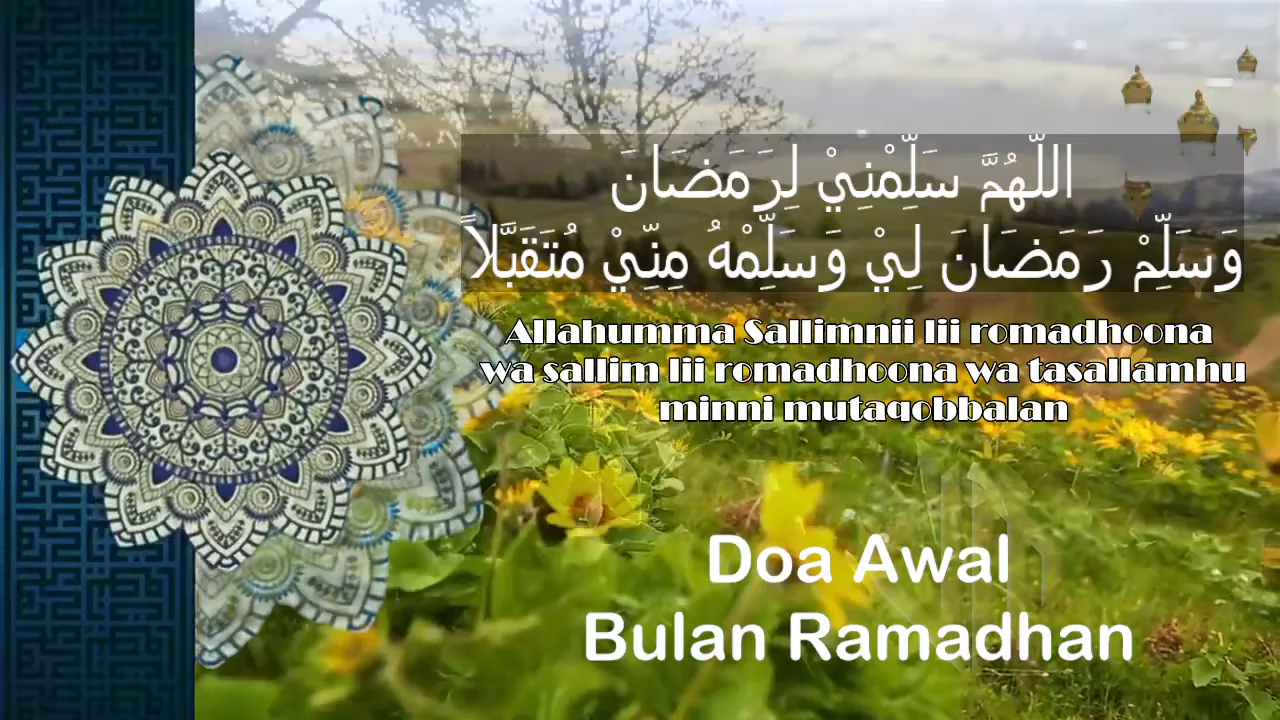 اللّهُمَّ سَلِّمْنِيْ لِرَمَضَانَ
وَسَلِّمْ رَمَضَانَ لِيْ وَسَلِّمْهُ مِنِّيْ مُتَقَبَّلاً
Allahumma Sallimnii lii romadhoona
wa sallim lii romadhoona wa tasallamhu
minni mutaqobbalan
Doa Awal
Bulan Ramadhan